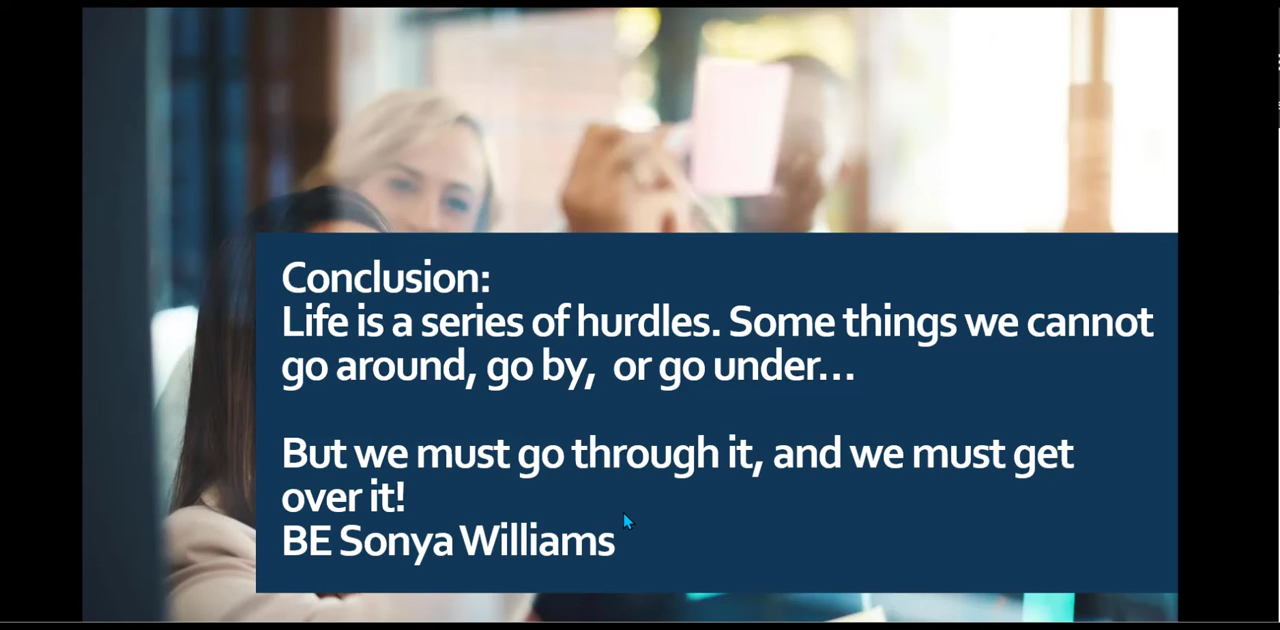 Conclusion:
Life is a series of hurdles. Some things we cannot
go around, go by,  or go under...
But we must go through it, and we must get
over it!
BE Sonya Williams